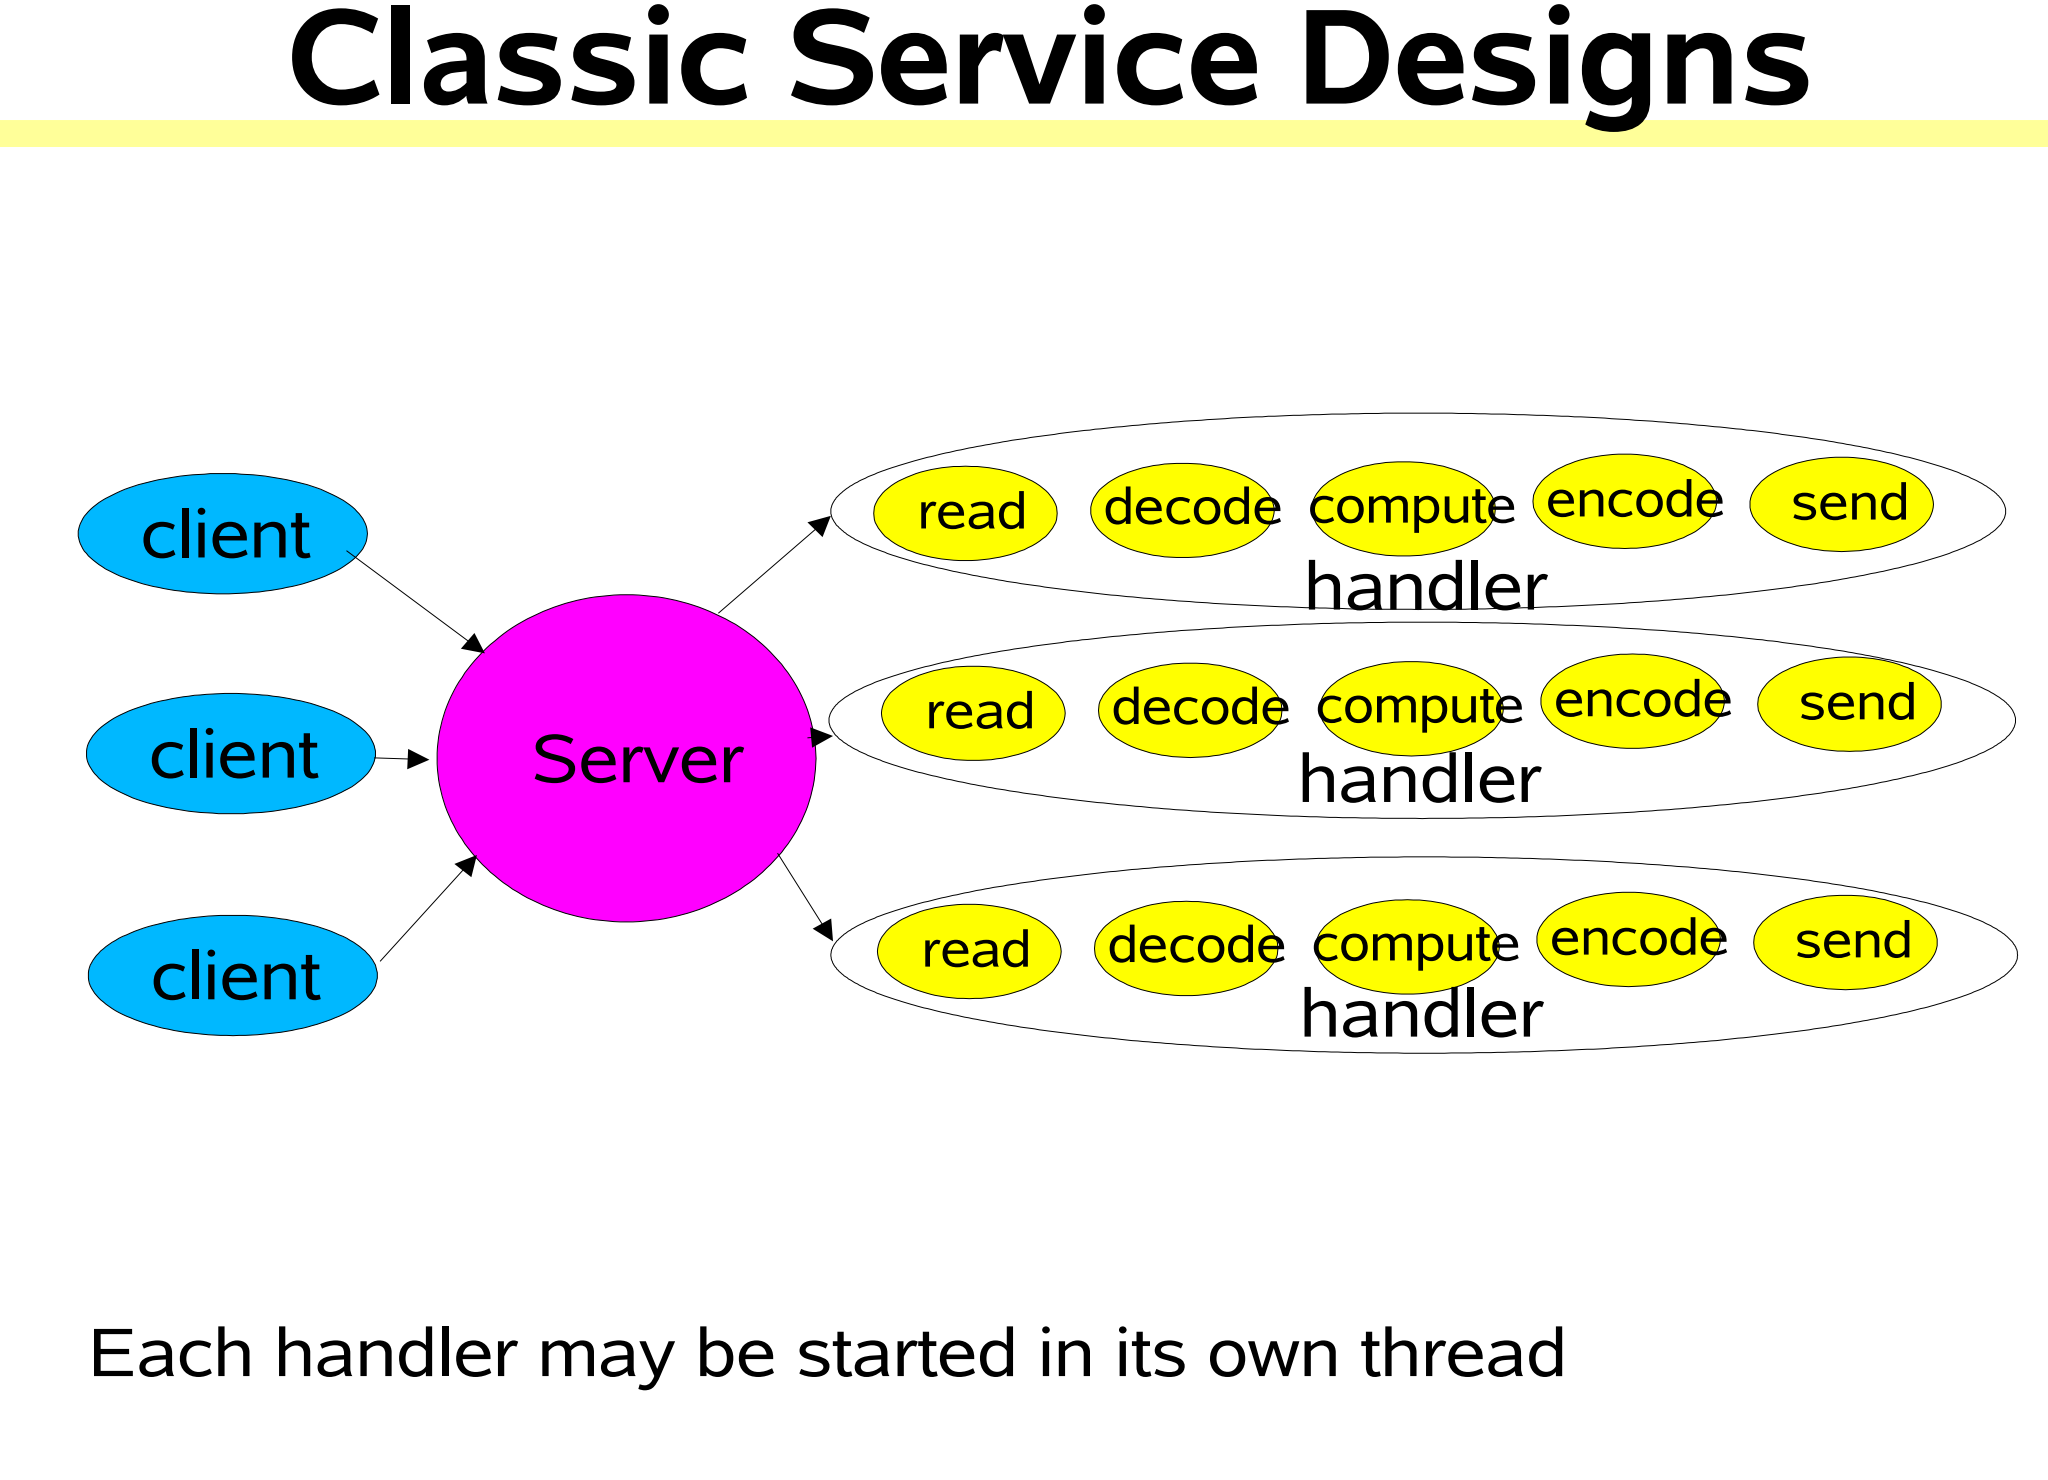 Classic Service Designs
client
client
client
Server
read decode compute encode send
handler
read decode compute encode send
handler
read decode compute encode send
handler
Each handler may be started in its own thread